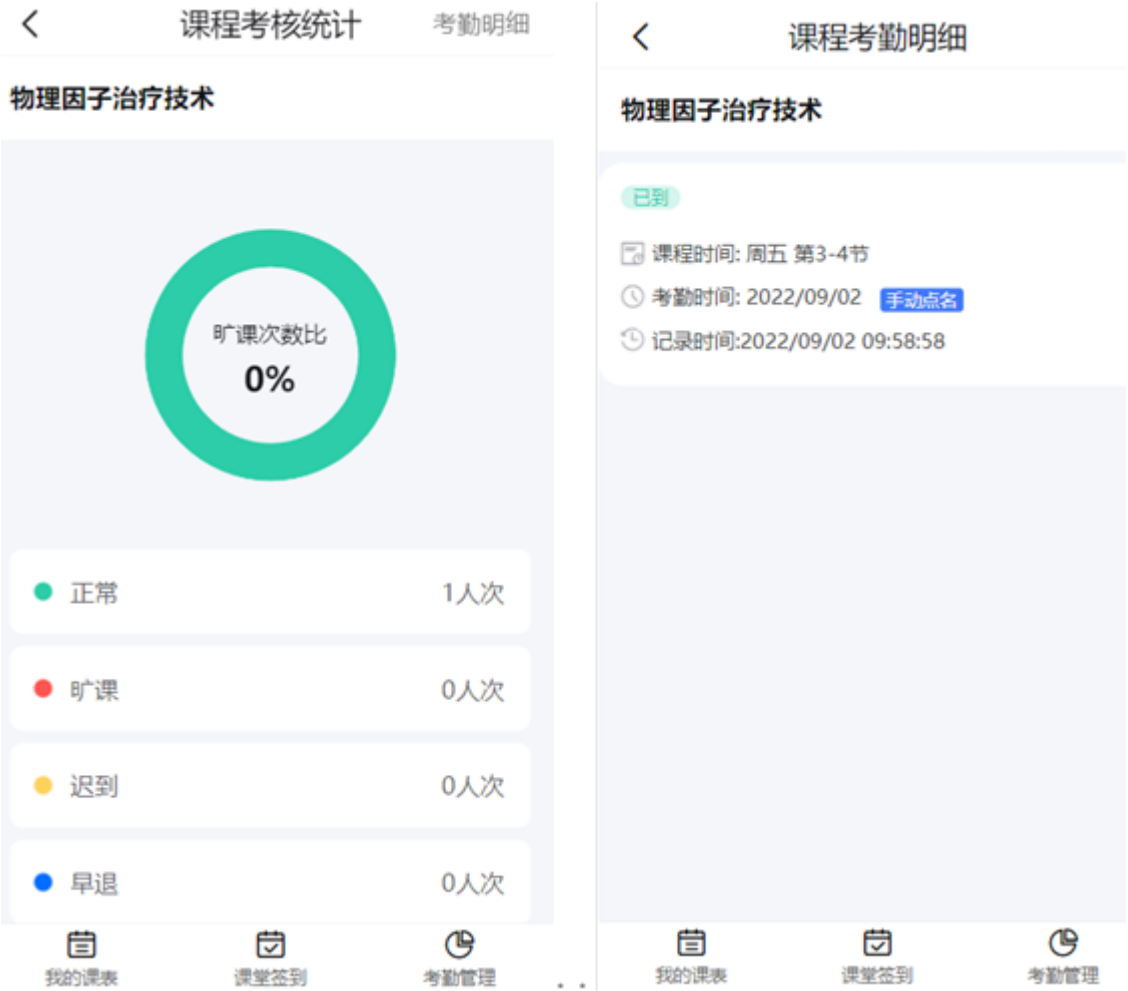 课程考核统计
考勤明细
物理因子治疗技术
旷课次数比
0%
正常
1人次
旷课
0人次
迟到
0人次
早退
0人次
我的课表
课堂签到
考勤管理
课程考勤明细
物理因子治疗技术
已到
课程时间: 周五 第3-4节
考勤时间: 2022/09/02 手动点名
记录时间:2022/09/02 09:58:58
我的课表
课堂签到
考勤管理